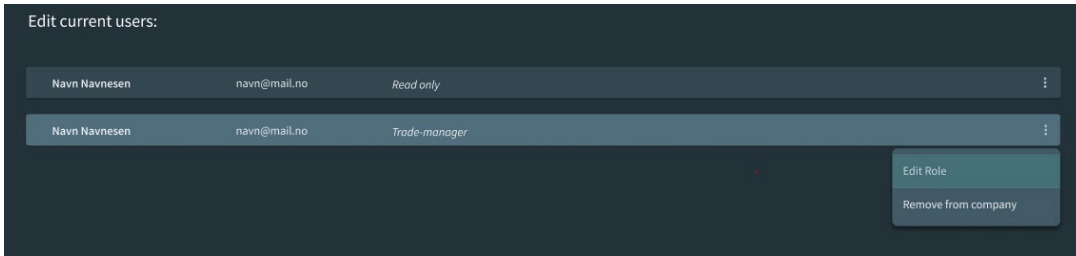 Edit current users:
Navn Navnesen navn@mail.no Read only
Navn Navnesen navn@mail.no Trade-manager
Edit Role
Remove from company